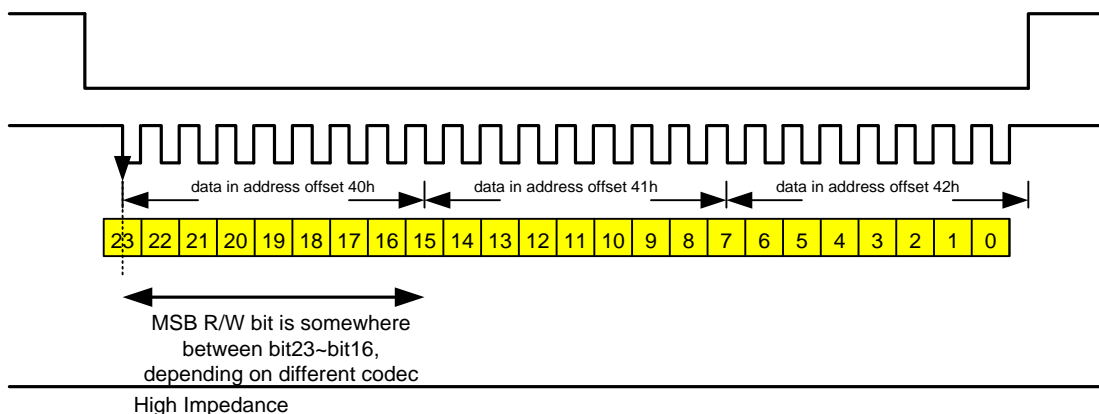 data in address offset 40h data in address offset 41h data in address offset 42h
23 22 21 20 19 18 17 16 15 14 13 12 11 10 9 8 7 6 5 4 3 2 1 0
MSB R/W bit is somewhere
between bit23~bit16,
depending on different codec
High Impedance